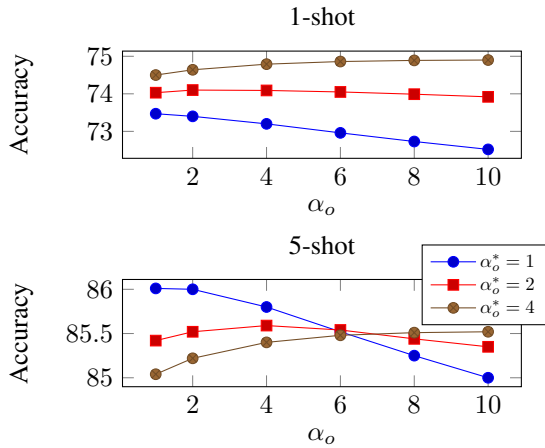 1-shot
Accuracy
75
74
73
2 4 6 8 10
αₒ
5-shot
Accuracy
86
85.5
85
2 4 6 8 10
αₒ
αₒ* = 1
αₒ* = 2
αₒ* = 4